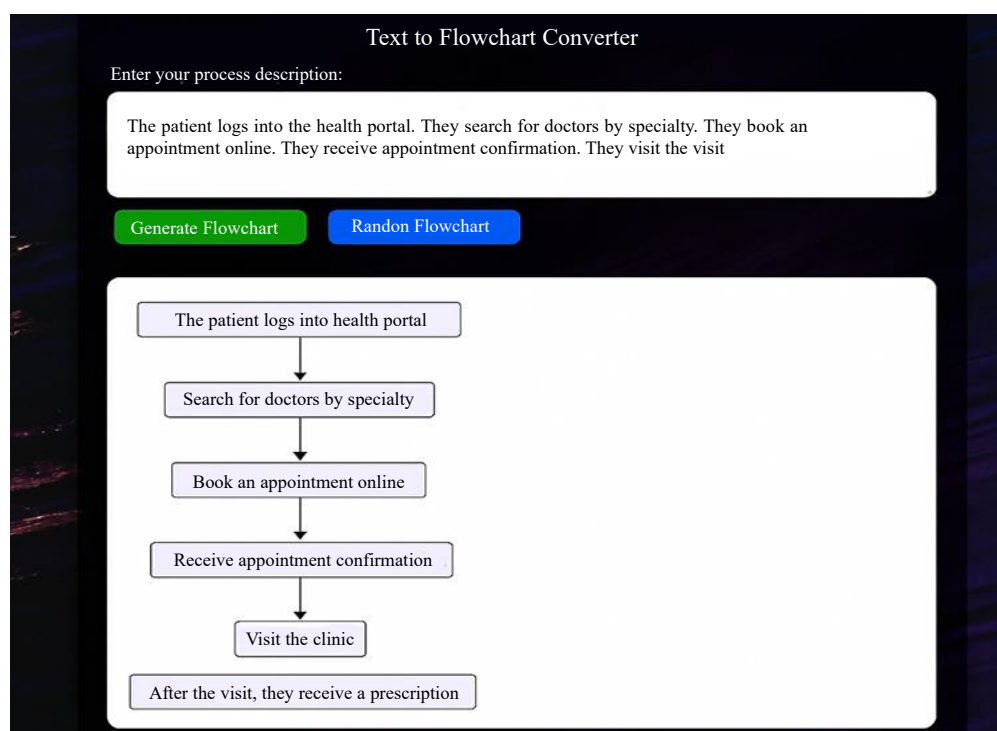 Text to Flowchart Converter
Enter your process description:
The patient logs into the health portal. They search for doctors by specialty. They book an
appointment online. They receive appointment confirmation. They visit the visit
Generate Flowchart
Randon Flowchart
The patient logs into health portal
Search for doctors by specialty
Book an appointment online
Receive appointment confirmation
Visit the clinic
After the visit, they receive a prescription